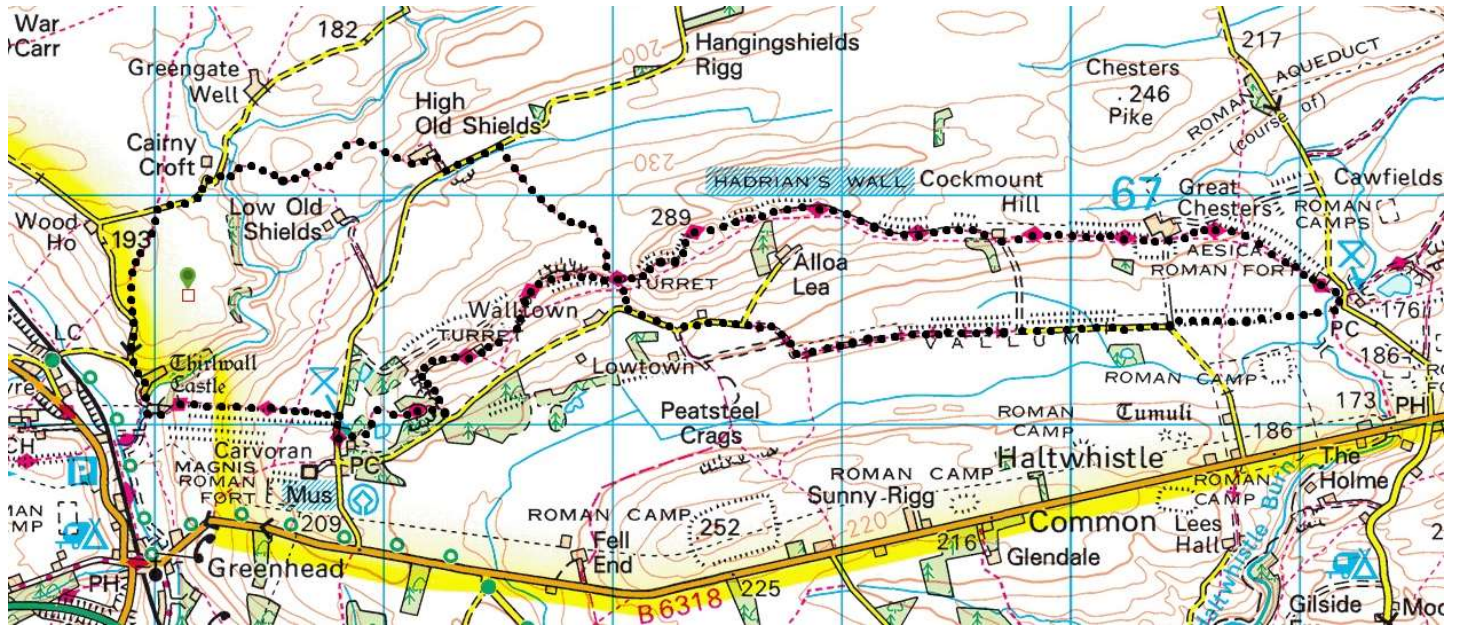 War
Carr
182
Greengate
Well
Hangingshields
Rigg
200
217
ROMAN AQUEDUCT
(course of)
Chesters
246
Pike
High
Old Shields
Cairny
Croft
230
HADRIAN'S WALL
Cockmount
Hill
67
Great
Chesters
Cawfields
ROMAN
CAMPS
Wood
Ho
193
Low Old
Shields
289
Alloa
Lea
AESICA
ROMAN FORT
TURRET
Walltown
TURRET
176
PC
LC
Thirlwall
Castle
Lowtown
VALLUM
ROMAN CAMP
186
Peatsteel
Crags
ROMAN
CAMP
Tumuli
173
PH
CH
Carvoran
MAGNIS
ROMAN
FORT
PC
P
Mus
Haltwhistle
Common
186
The
Holme
ROMAN CAMP
Sunny Rigg
ROMAN
CAMP
ROMAN CAMP
252
220
209
Fell
End
216
Glendale
Lees
Hall
Haltwhistle Burn
PH
Greenhead
225
B 6318
Gilside